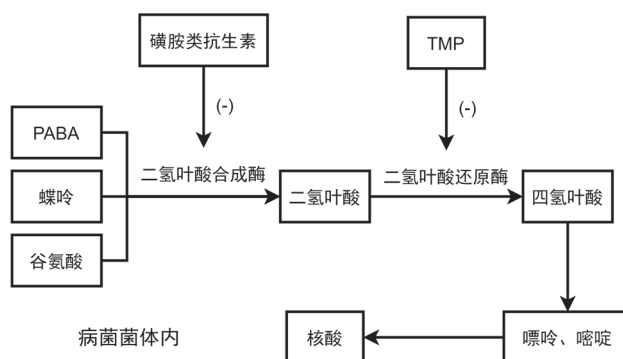 磺胺类抗生素
TMP
(-)
(-)
PABA
二氢叶酸合成酶
二氢叶酸还原酶
蝶呤
二氢叶酸
四氢叶酸
谷氨酸
病菌菌体内
核酸
嘌呤、嘧啶